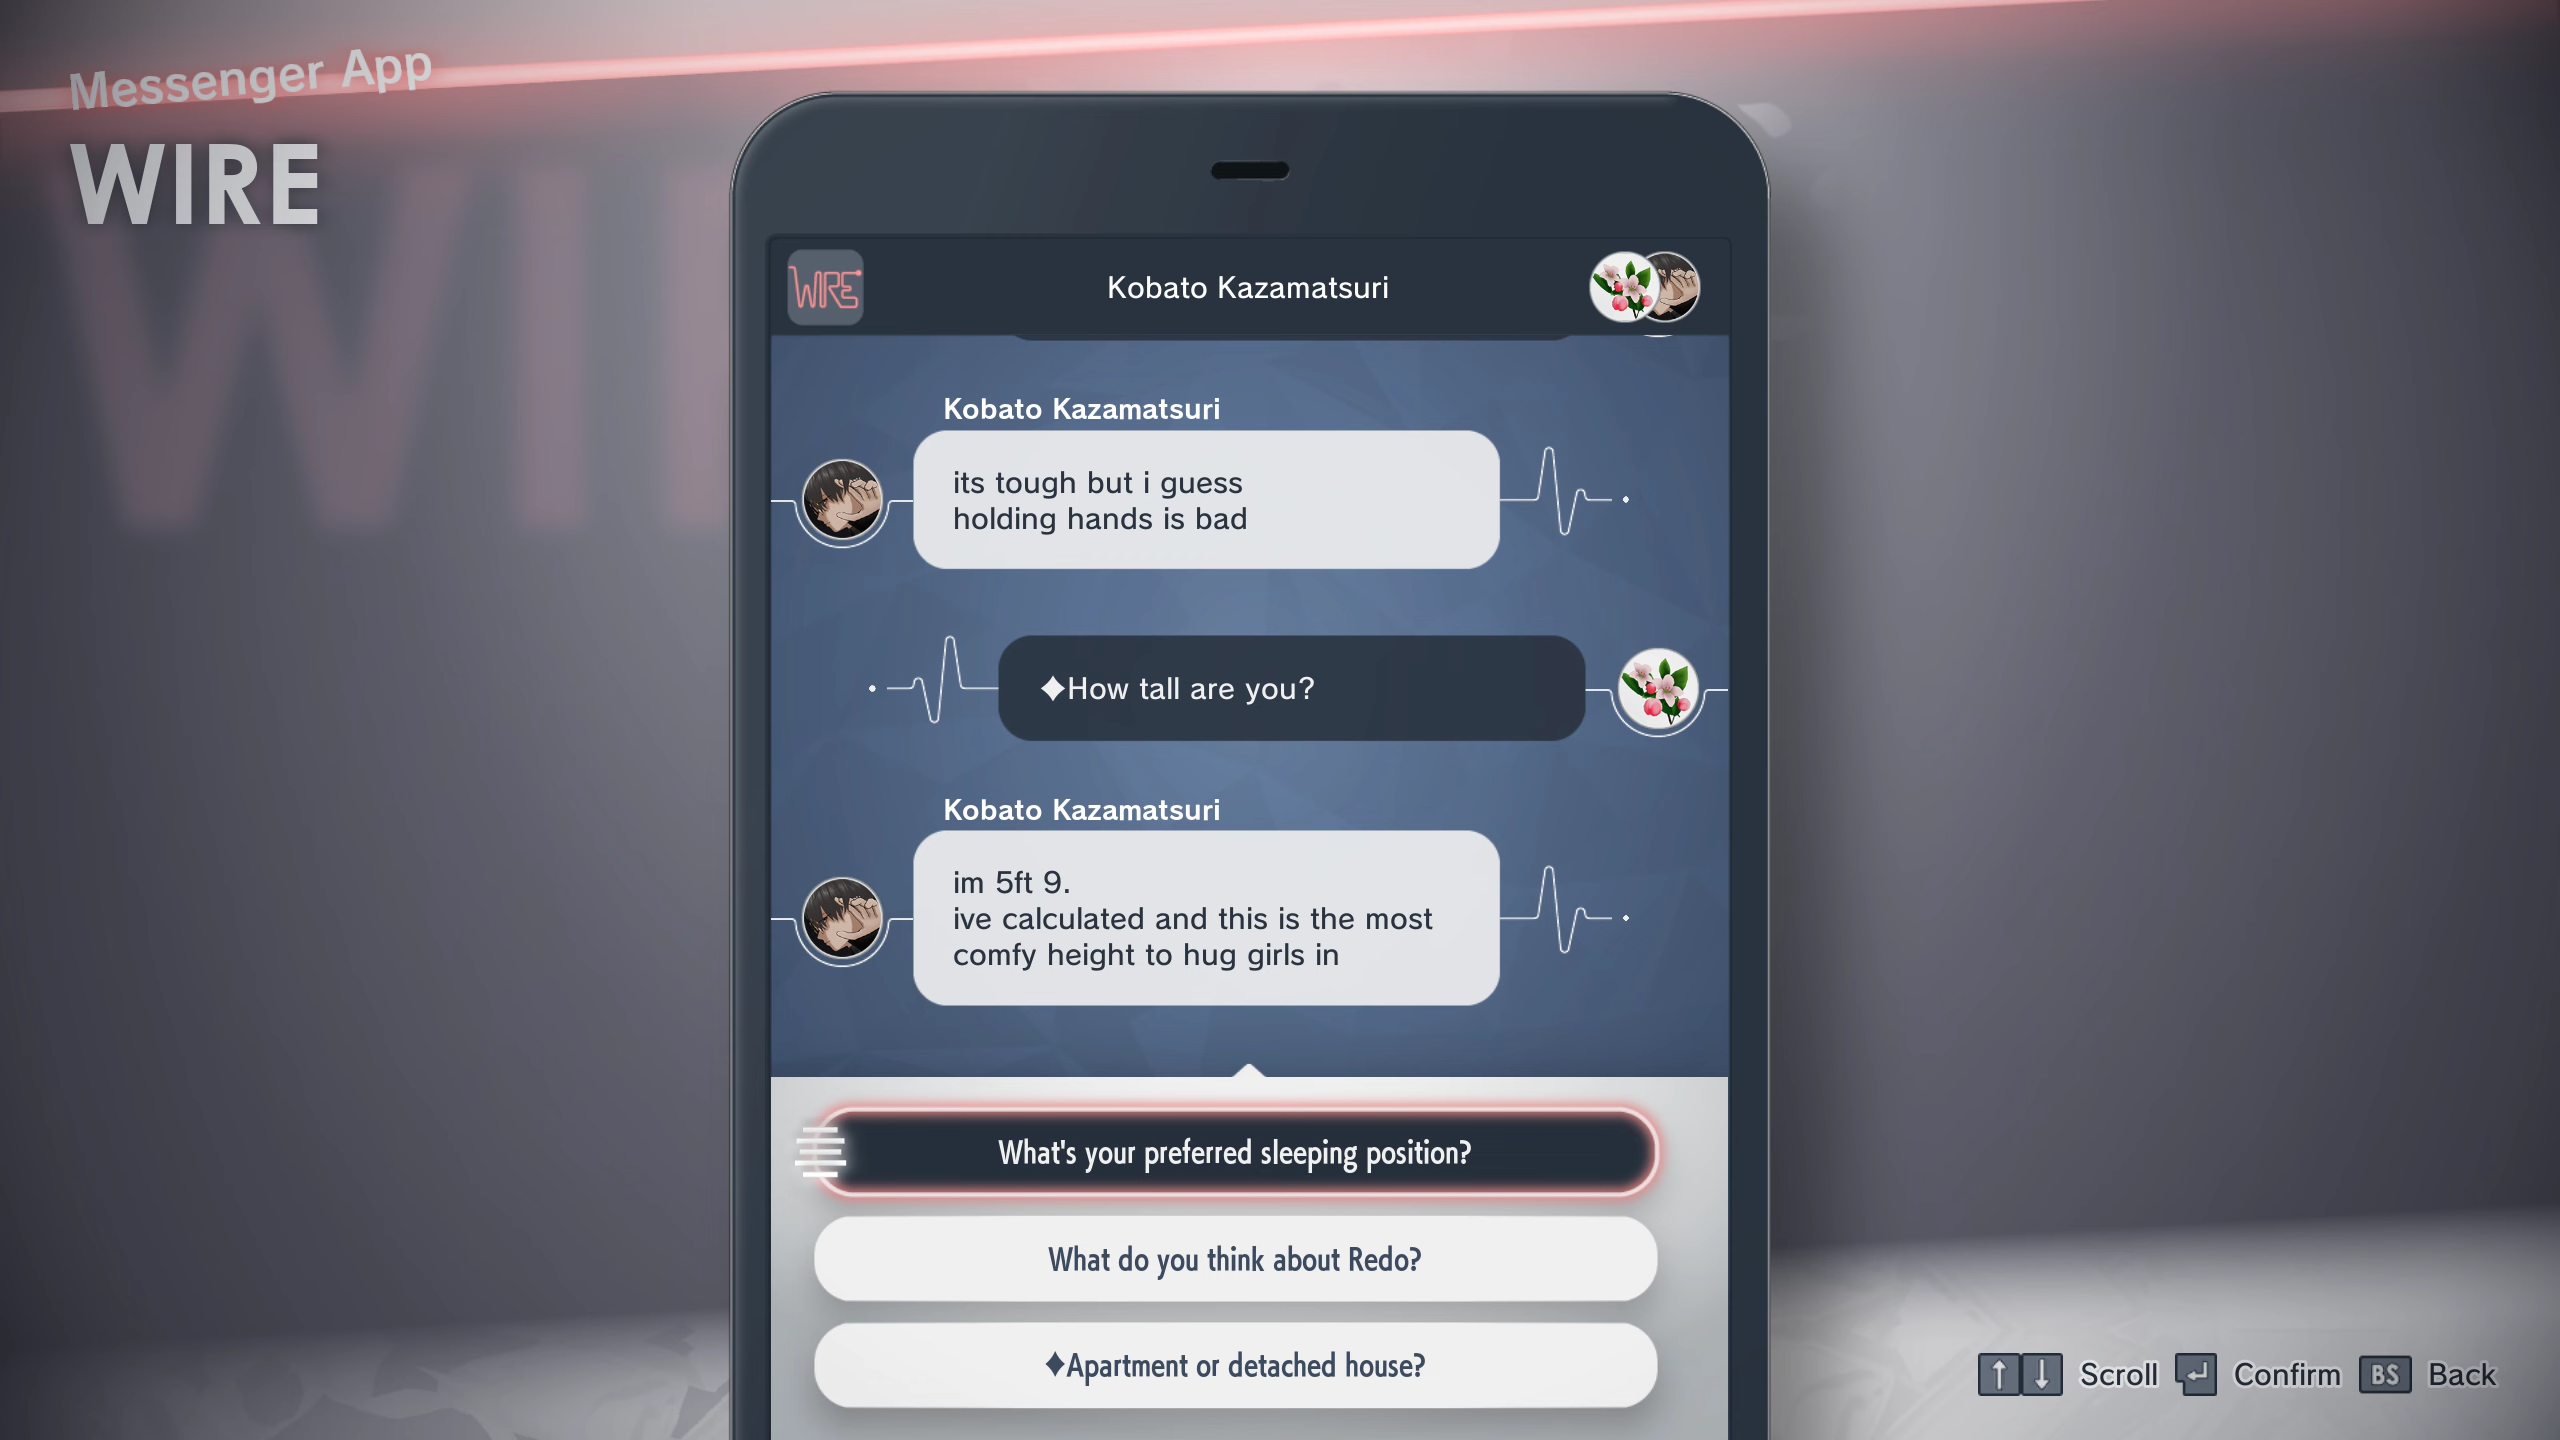 Messenger App
WIRE
WIRE
Kobato Kazamatsuri
Kobato Kazamatsuri
its tough but i guess
holding hands is bad
◆How tall are you?
Kobato Kazamatsuri
im 5ft 9.
ive calculated and this is the most
comfy height to hug girls in
What's your preferred sleeping position?
What do you think about Redo?
◆Apartment or detached house?
↑ ↓ Scroll Confirm BS Back